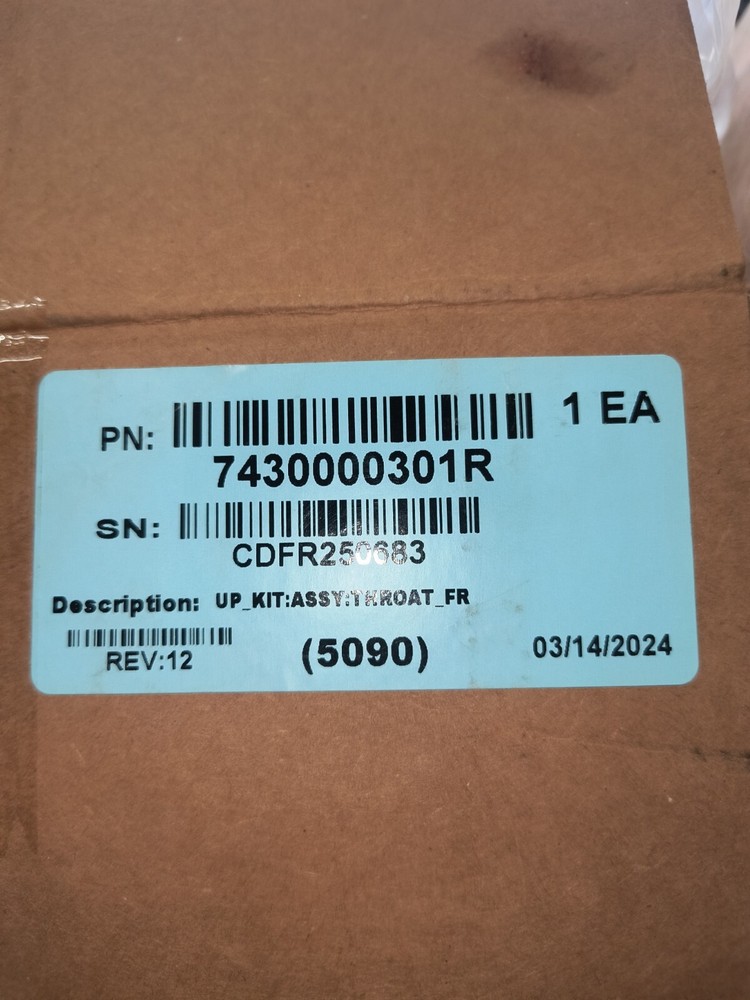 PN: 1 EA
7430000301R
SN:
CDFR250683
Description: UP_KIT:ASSY:THROAT_FR
REV:12 (5090) 03/14/2024